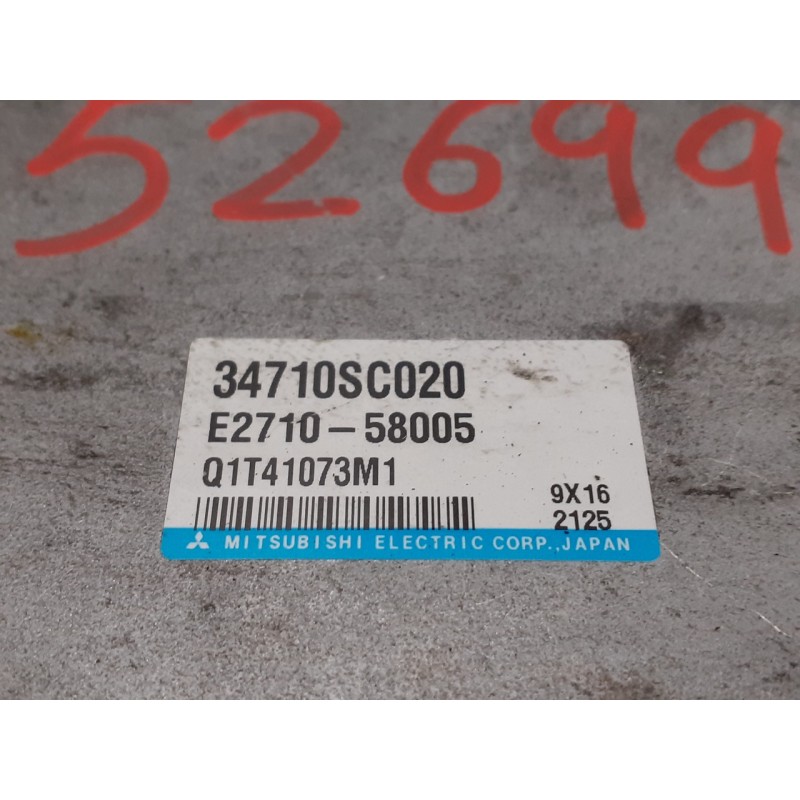 52699
34710SC020
E2710-58005
Q1T41073M1
9X16
2125
MITSUBISHI ELECTRIC CORP., JAPAN